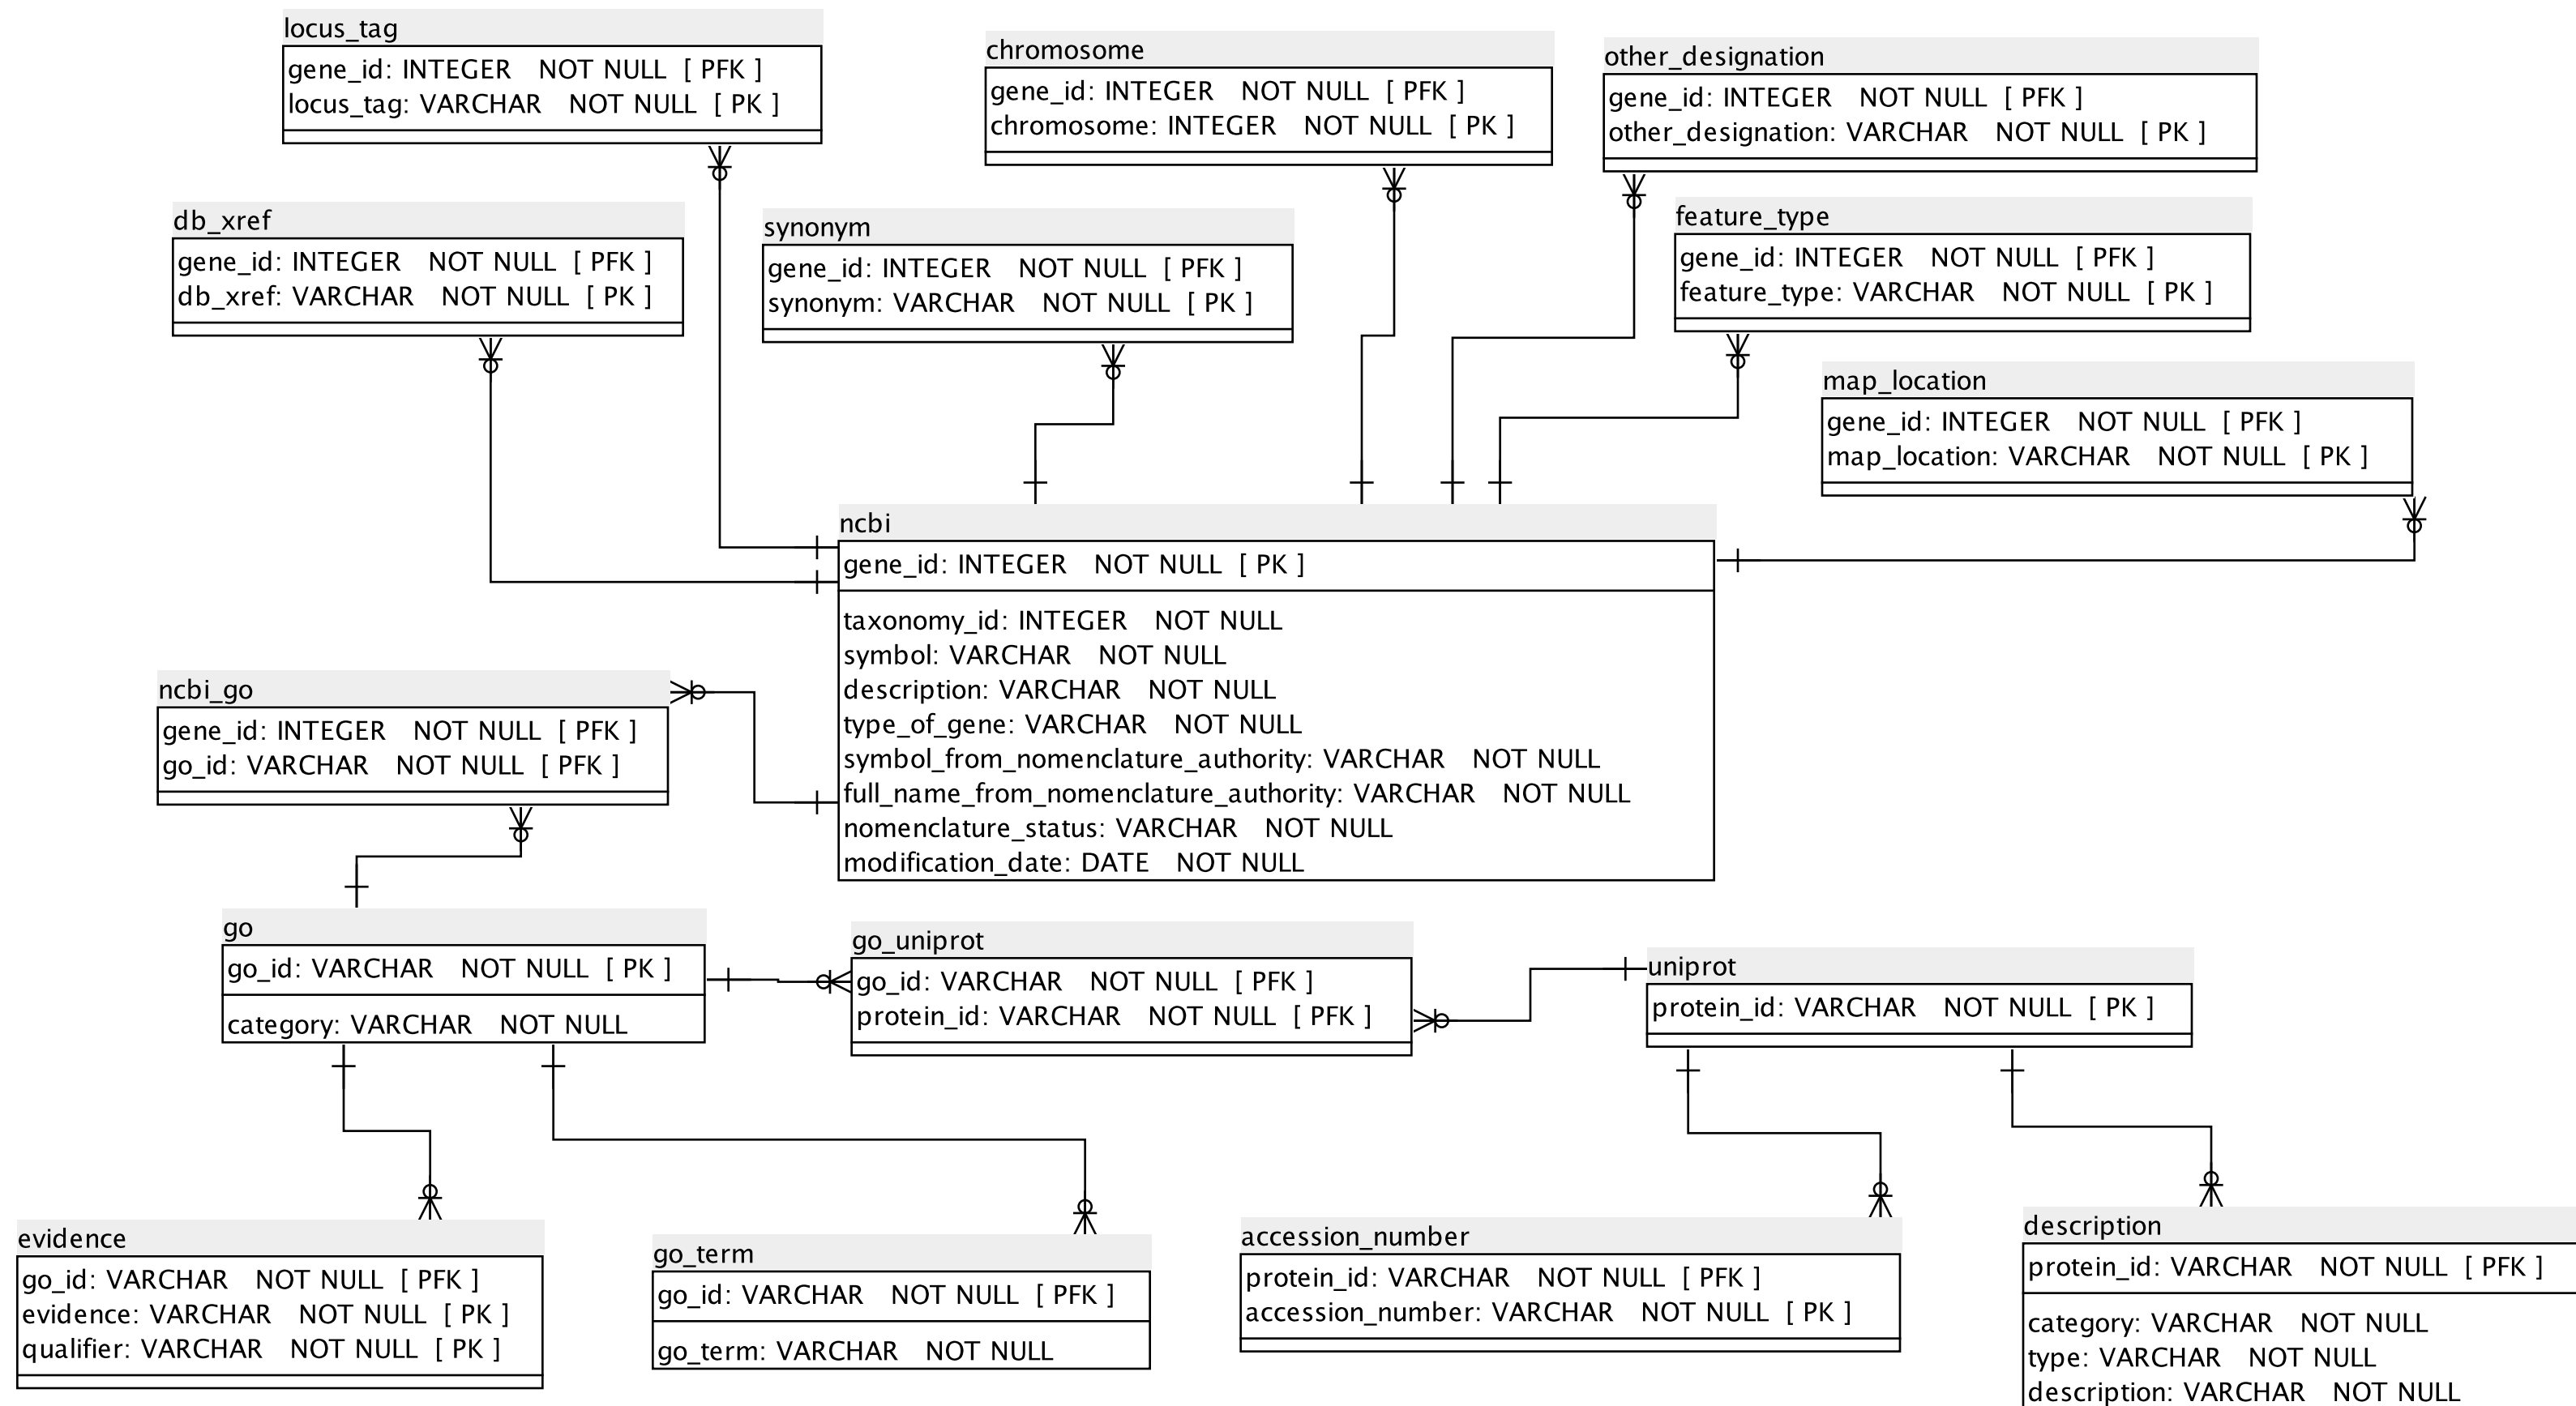 locus_tag
gene_id: INTEGER NOT NULL [ PFK ]
locus_tag: VARCHAR NOT NULL [ PK ]
chromosome
gene_id: INTEGER NOT NULL [ PFK ]
chromosome: INTEGER NOT NULL [ PK ]
other_designation
gene_id: INTEGER NOT NULL [ PFK ]
other_designation: VARCHAR NOT NULL [ PK ]
db_xref
gene_id: INTEGER NOT NULL [ PFK ]
db_xref: VARCHAR NOT NULL [ PK ]
synonym
gene_id: INTEGER NOT NULL [ PFK ]
synonym: VARCHAR NOT NULL [ PK ]
feature_type
gene_id: INTEGER NOT NULL [ PFK ]
feature_type: VARCHAR NOT NULL [ PK ]
map_location
gene_id: INTEGER NOT NULL [ PFK ]
map_location: VARCHAR NOT NULL [ PK ]
ncbi
gene_id: INTEGER NOT NULL [ PK ]
taxonomy_id: INTEGER NOT NULL
symbol: VARCHAR NOT NULL
description: VARCHAR NOT NULL
type_of_gene: VARCHAR NOT NULL
symbol_from_nomenclature_authority: VARCHAR NOT NULL
full_name_from_nomenclature_authority: VARCHAR NOT NULL
nomenclature_status: VARCHAR NOT NULL
modification_date: DATE NOT NULL
ncbi_go
gene_id: INTEGER NOT NULL [ PFK ]
go_id: VARCHAR NOT NULL [ PFK ]
go
go_id: VARCHAR NOT NULL [ PK ]
category: VARCHAR NOT NULL
go_uniprot
go_id: VARCHAR NOT NULL [ PFK ]
protein_id: VARCHAR NOT NULL [ PFK ]
uniprot
protein_id: VARCHAR NOT NULL [ PK ]
evidence
go_id: VARCHAR NOT NULL [ PFK ]
evidence: VARCHAR NOT NULL [ PK ]
qualifier: VARCHAR NOT NULL [ PK ]
go_term
go_id: VARCHAR NOT NULL [ PFK ]
go_term: VARCHAR NOT NULL
accession_number
protein_id: VARCHAR NOT NULL [ PFK ]
accession_number: VARCHAR NOT NULL [ PK ]
description
protein_id: VARCHAR NOT NULL [ PFK ]
category: VARCHAR NOT NULL
type: VARCHAR NOT NULL
description: VARCHAR NOT NULL